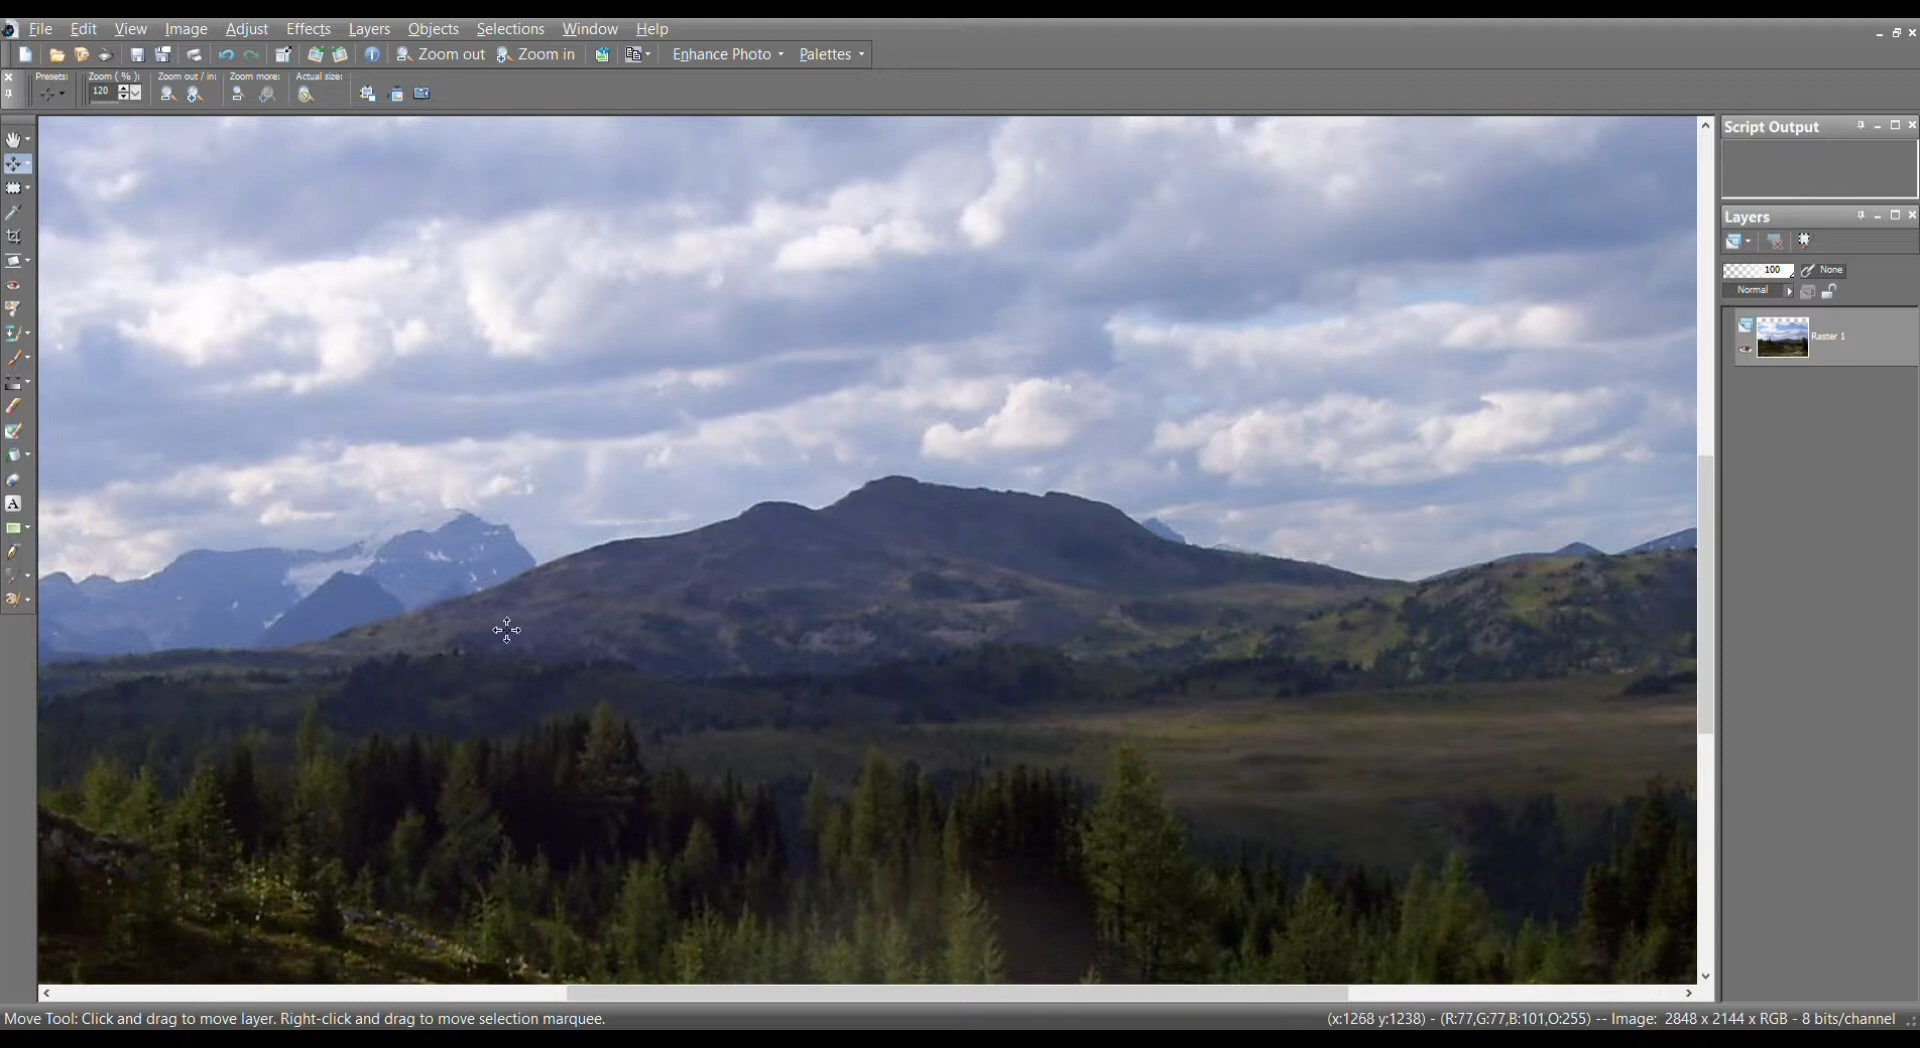 File Edit View Image Adjust Effects Layers Objects Selections Window Help
Zoom out Zoom in Enhance Photo Palettes
Presets: Zoom ( % ): Zoom out / in: Zoom more: Actual size:
120
Script Output
Layers
100 None
Normal
Raster 1
A
Move Tool: Click and drag to move layer. Right-click and drag to move selection marquee.
(x:1268 y:1238) - (R:77,G:77,B:101,O:255) -- Image: 2848 x 2144 x RGB - 8 bits/channel